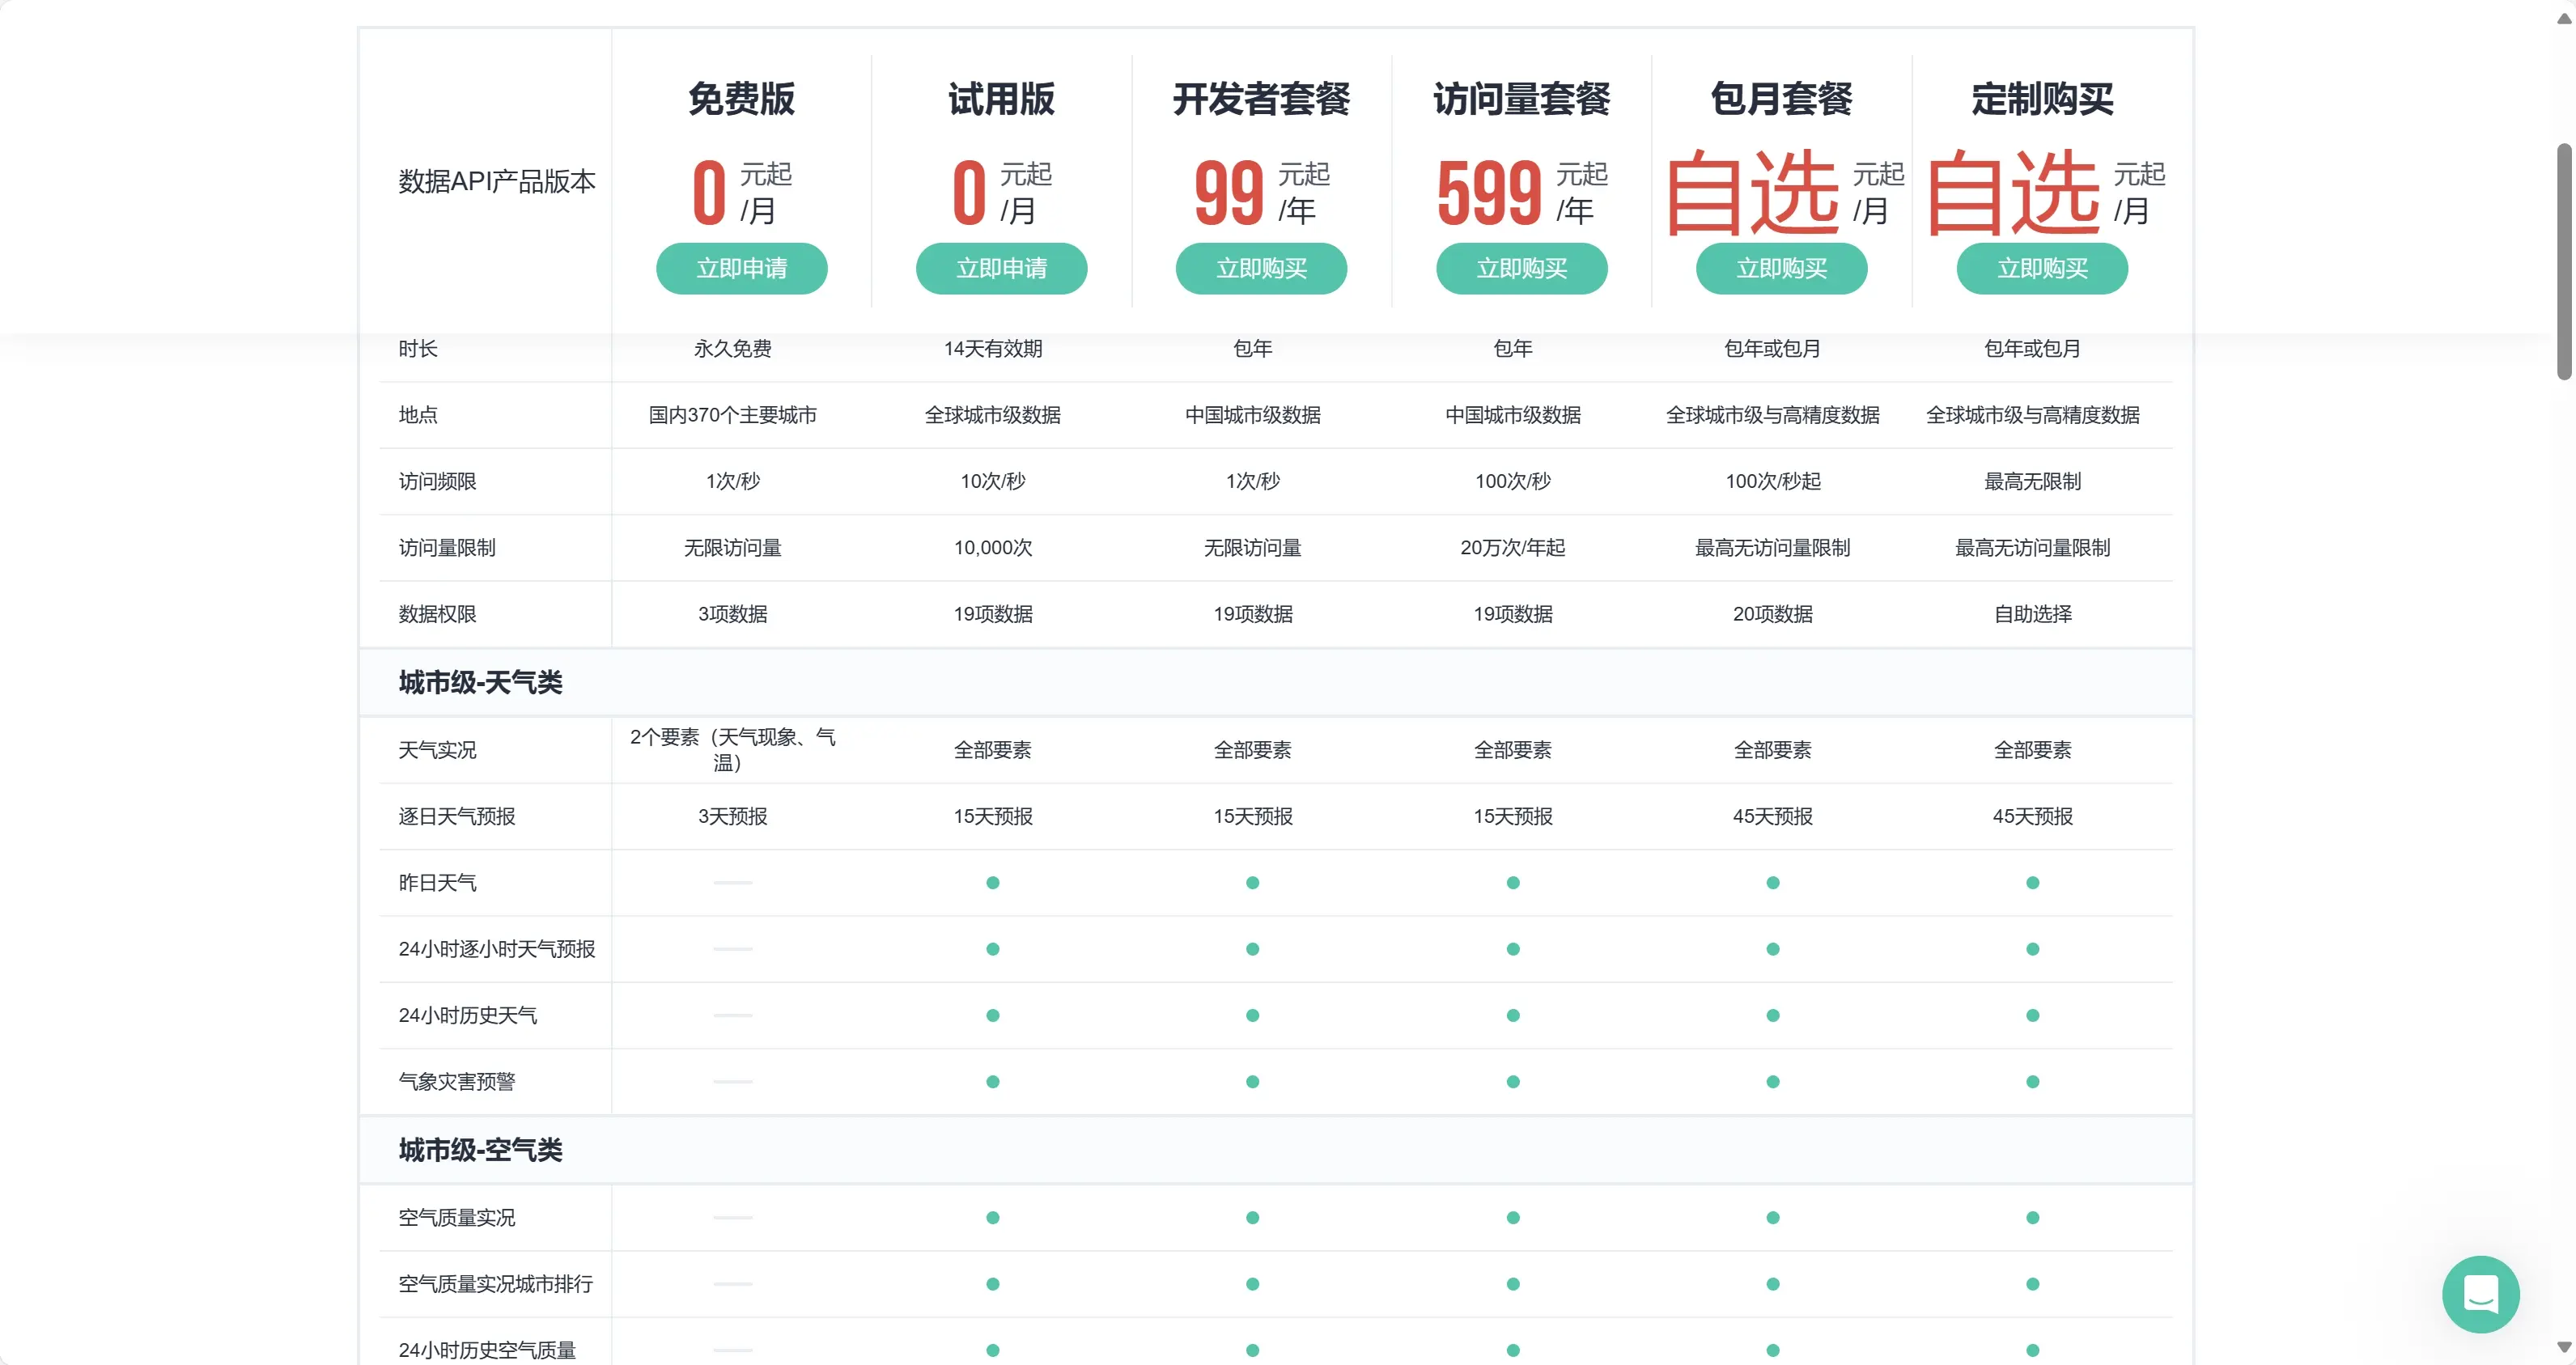 免费版 试用版 开发者套餐 访问量套餐 包月套餐 定制购买
数据API产品版本
0 元起/月 0 元起/月 99 元起/年 599 元起/年 自选 元起/月 自选 元起/月
立即申请 立即申请 立即购买 立即购买 立即购买 立即购买
时长 永久免费 14天有效期 包年 包年 包年或包月 包年或包月
地点 国内370个主要城市 全球城市级数据 中国城市级数据 中国城市级数据 全球城市级与高精度数据 全球城市级与高精度数据
访问频限 1次/秒 10次/秒 1次/秒 100次/秒 100次/秒起 最高无限制
访问量限制 无限访问量 10,000次 无限访问量 20万次/年起 最高无访问量限制 最高无访问量限制
数据权限 3项数据 19项数据 19项数据 19项数据 20项数据 自助选择
城市级-天气类
天气实况 2个要素（天气现象、气温） 全部要素 全部要素 全部要素 全部要素 全部要素
逐日天气预报 3天预报 15天预报 15天预报 15天预报 45天预报 45天预报
昨日天气
24小时逐小时天气预报
24小时历史天气
气象灾害预警
城市级-空气类
空气质量实况
空气质量实况城市排行
24小时历史空气质量